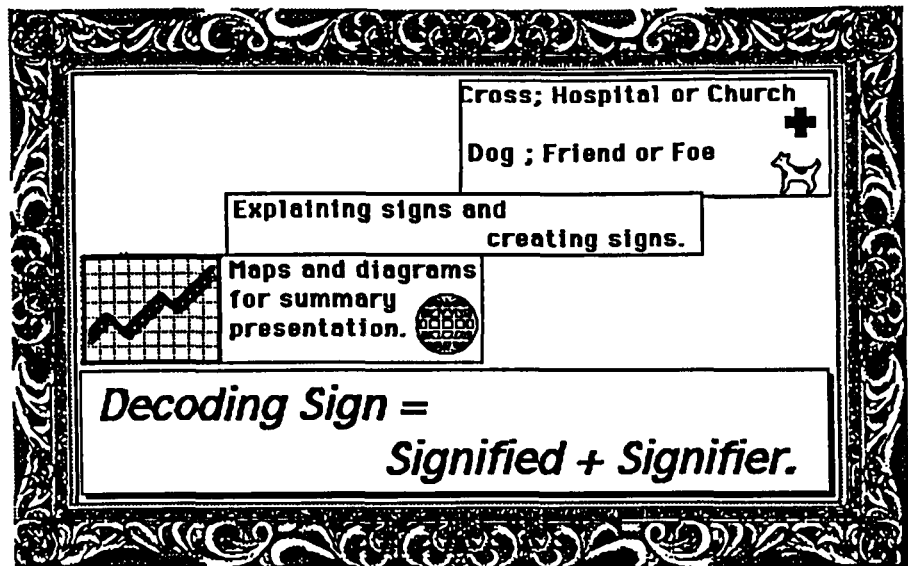 Cross; Hospital or Church
Dog ; Friend or Foe
Explaining signs and
creating signs.
Maps and diagrams
for summary
presentation.
Decoding Sign =
Signified + Signifier.